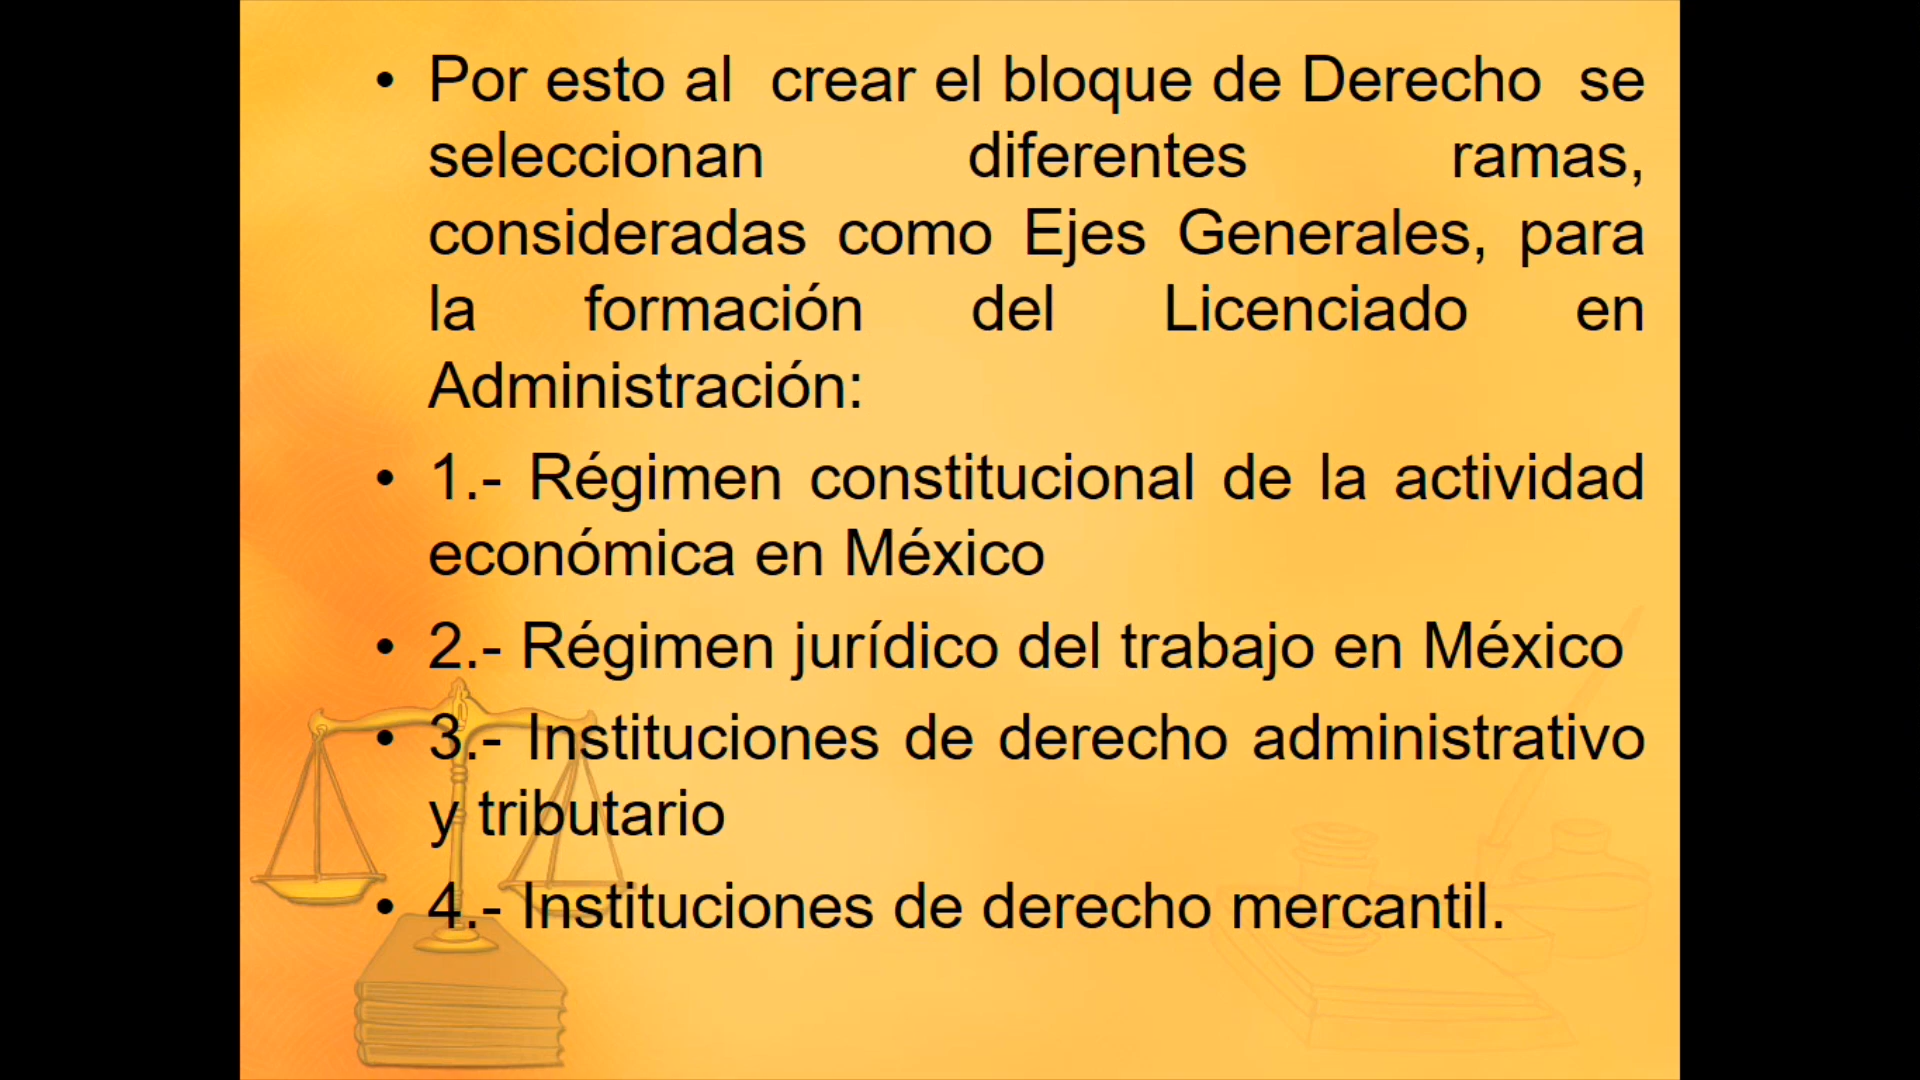 • Por esto al  crear el bloque de Derecho  se
seleccionan diferentes ramas,
consideradas como Ejes Generales, para
la formación del Licenciado en
Administración:
• 1.- Régimen constitucional de la actividad
económica en México
• 2.- Régimen jurídico del trabajo en México
• 3.- Instituciones de derecho administrativo
y tributario
• 4.- Instituciones de derecho mercantil.